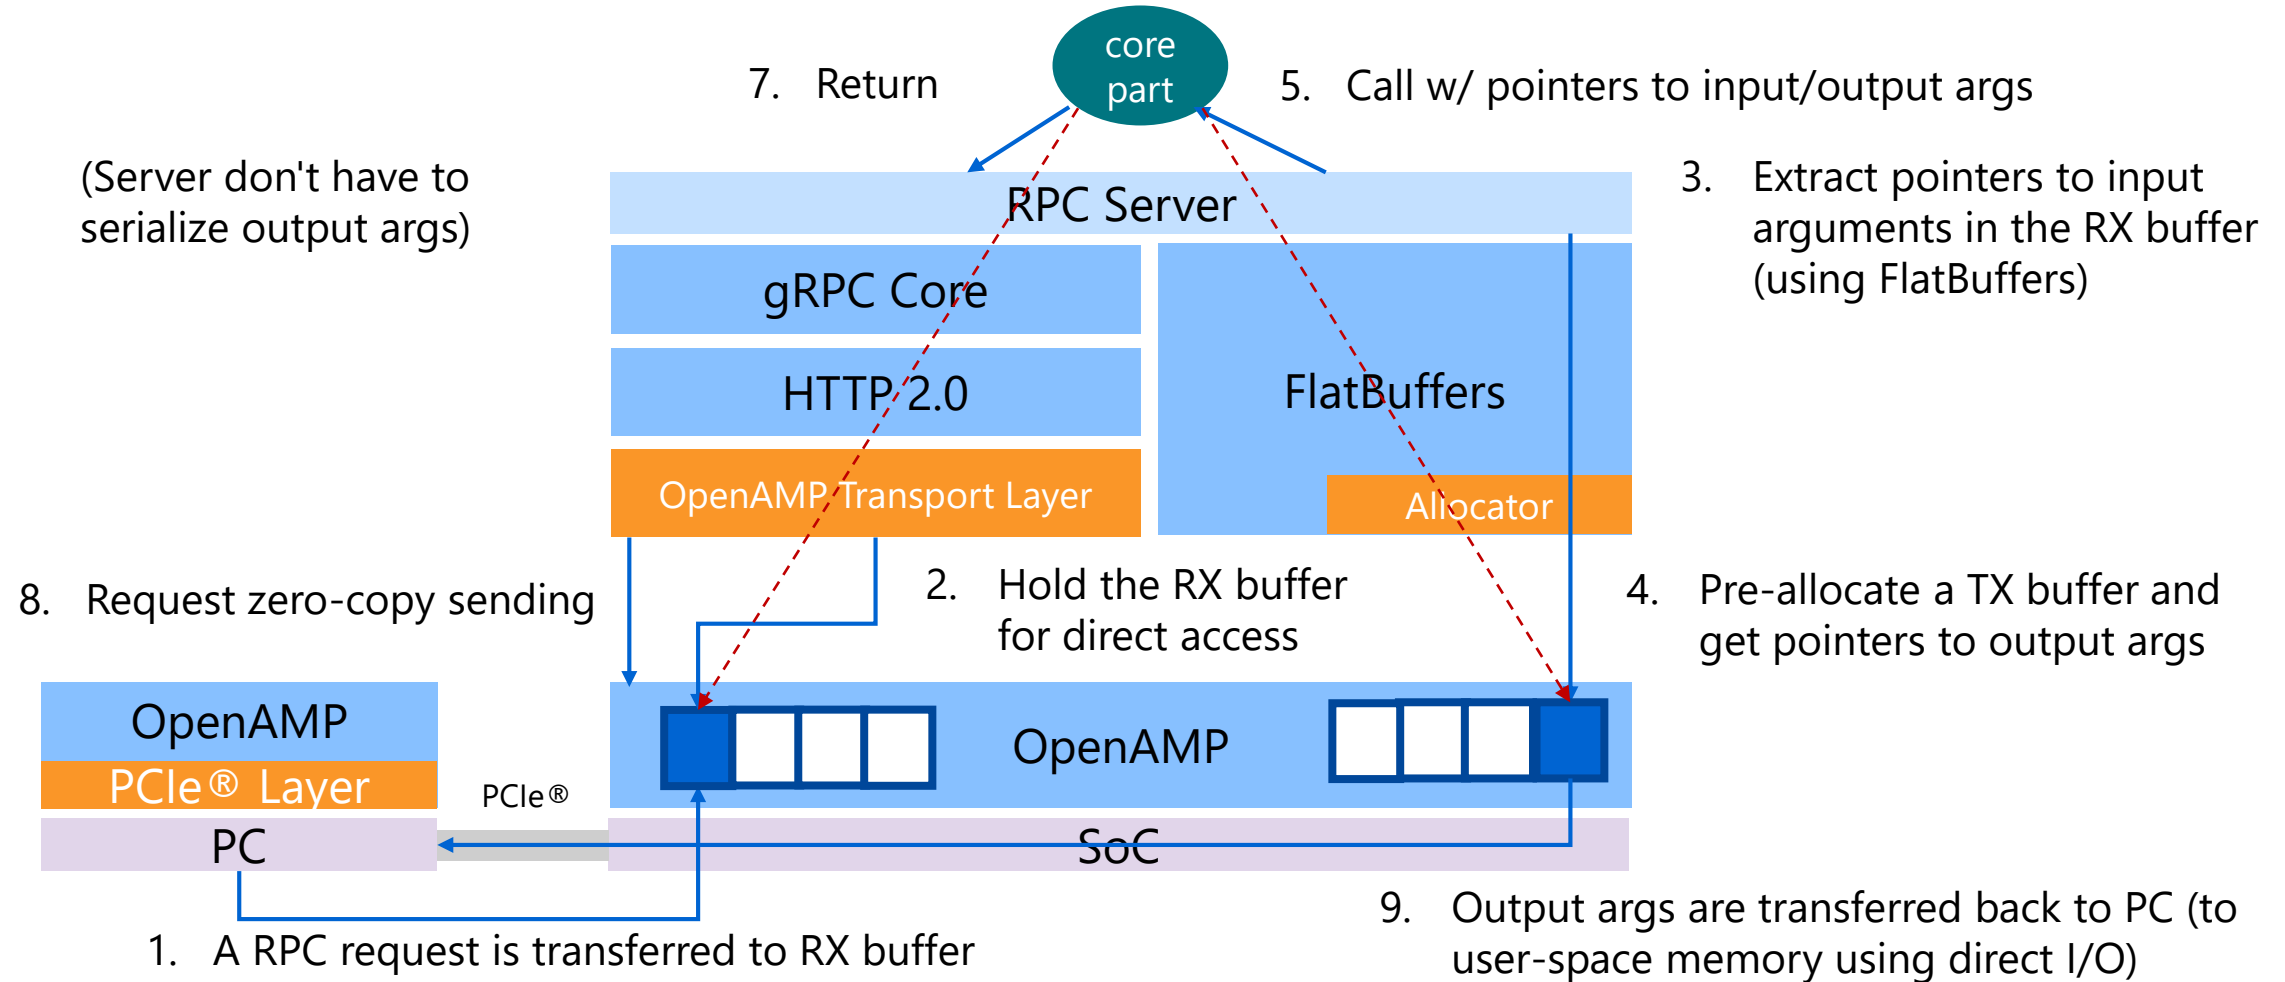 core
part
7. Return
5. Call w/ pointers to input/output args
(Server don't have to
serialize output args)
RPC Server
3. Extract pointers to input
arguments in the RX buffer
(using FlatBuffers)
gRPC Core
HTTP 2.0
FlatBuffers
OpenAMP Transport Layer
Allocator
8. Request zero-copy sending
2. Hold the RX buffer
for direct access
4. Pre-allocate a TX buffer and
get pointers to output args
OpenAMP
PCIe® Layer
PCIe®
OpenAMP
PC
SoC
1. A RPC request is transferred to RX buffer
9. Output args are transferred back to PC (to
user-space memory using direct I/O)